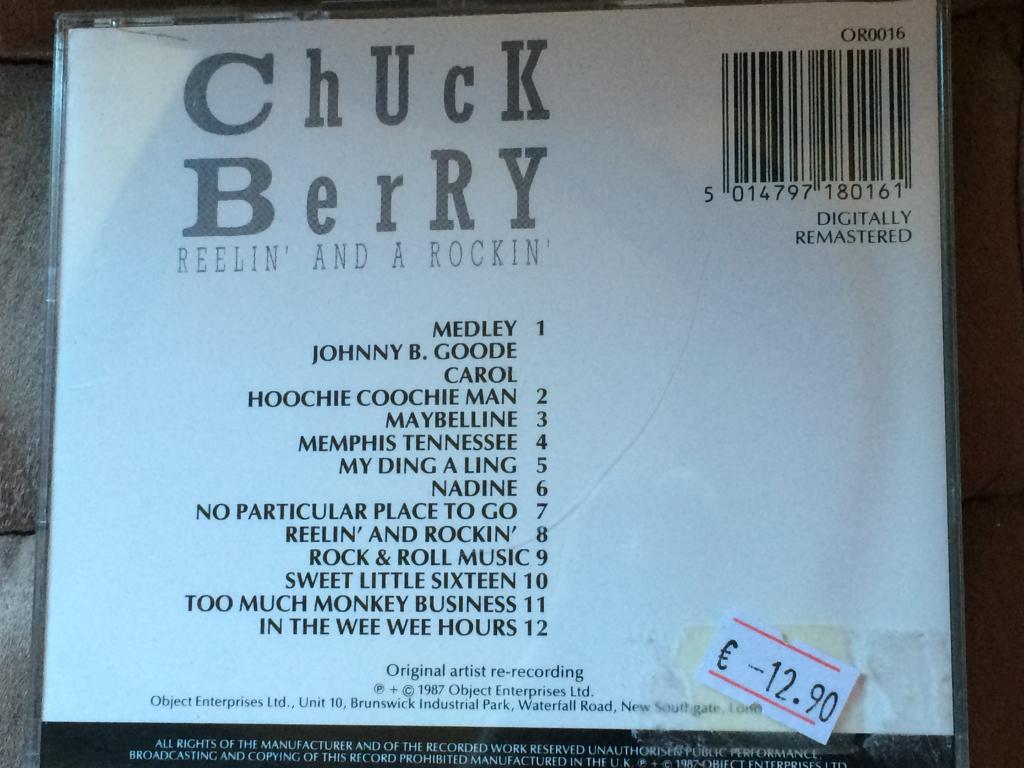 OR0016
ChUcK
BerRY
REELIN' AND A ROCKIN'
5 014797 180161
DIGITALLY
REMASTERED
MEDLEY 1
JOHNNY B. GOODE
CAROL
HOOCHIE COOCHIE MAN 2
MAYBELLINE 3
MEMPHIS TENNESSEE 4
MY DING A LING 5
NADINE 6
NO PARTICULAR PLACE TO GO 7
REELIN' AND ROCKIN' 8
ROCK & ROLL MUSIC 9
SWEET LITTLE SIXTEEN 10
TOO MUCH MONKEY BUSINESS 11
IN THE WEE WEE HOURS 12
€ -12.90
Original artist re-recording
℗ + © 1987 Object Enterprises Ltd.
Object Enterprises Ltd., Unit 10, Brunswick Industrial Park, Waterfall Road, New Southgate,
ALL RIGHTS OF THE MANUFACTURER AND OF THE RECORDED WORK RESERVED UNAUTHORISED PUBLIC PERFORMANCE,
BROADCASTING AND COPYING OF THIS RECORD PROHIBITED MANUFACTURED IN THE U.K. ℗ + © 1987 OBJECT ENTERPRISES LTD